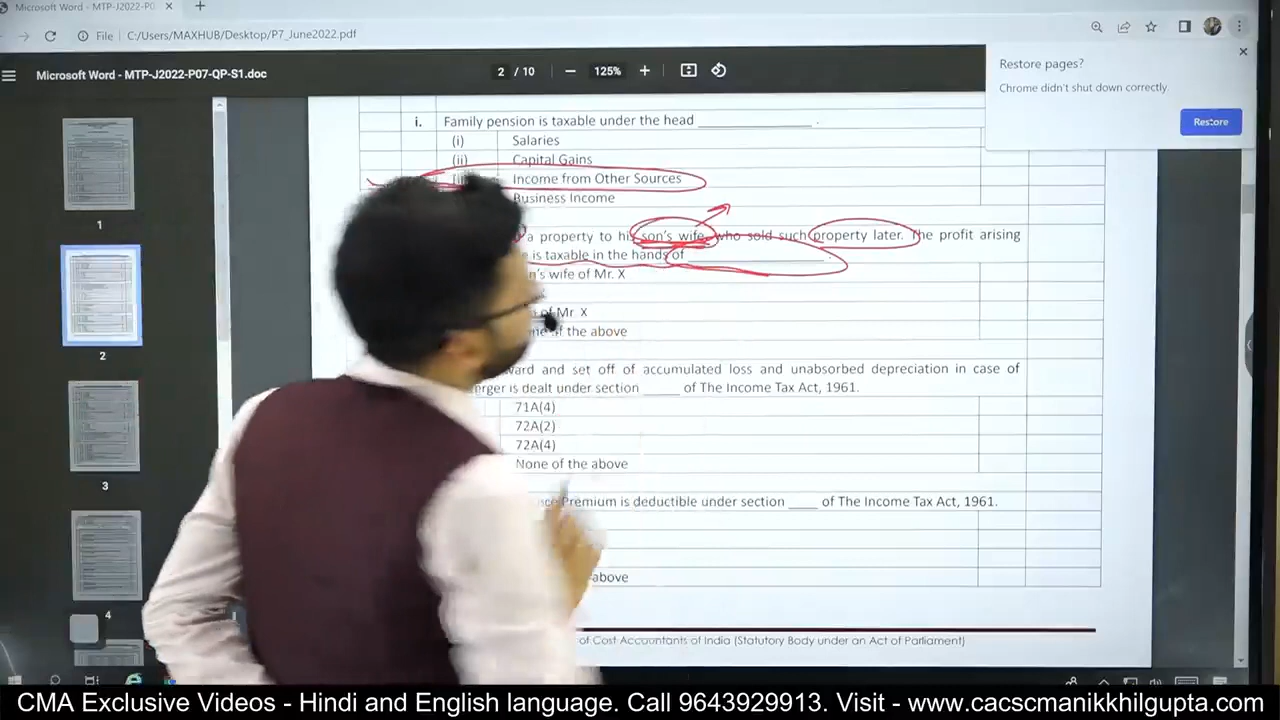 Microsoft Word - MTP-J2022-P0
File C:/Users/MAXHUB/Desktop/P7_June2022.pdf
Restore pages?
Chrome didn't shut down correctly.
Restore
Microsoft Word - MTP-J2022-P07-QP-S1.doc
2 / 10
125%
i. Family pension is taxable under the head ____________ .
(i) Salaries
(ii) Capital Gains
Income from Other Sources
Business Income
a property to his son's wife, who sold such property later. The profit arising
is taxable in the hands of ______________ .
wife of Mr. X
of Mr X
of the above
and set off of accumulated loss and unabsorbed depreciation in case of
is dealt under section _____ of The Income Tax Act, 1961.
71A(4)
72A(2)
72A(4)
None of the above
Premium is deductible under section _____ of The Income Tax Act, 1961.
above
of Cost Accountants of India (Statutory Body under an Act of Parliament)
1
2
3
4
CMA Exclusive Videos - Hindi and English language. Call 9643929913. Visit - www.cacscmanikkhilgupta.com